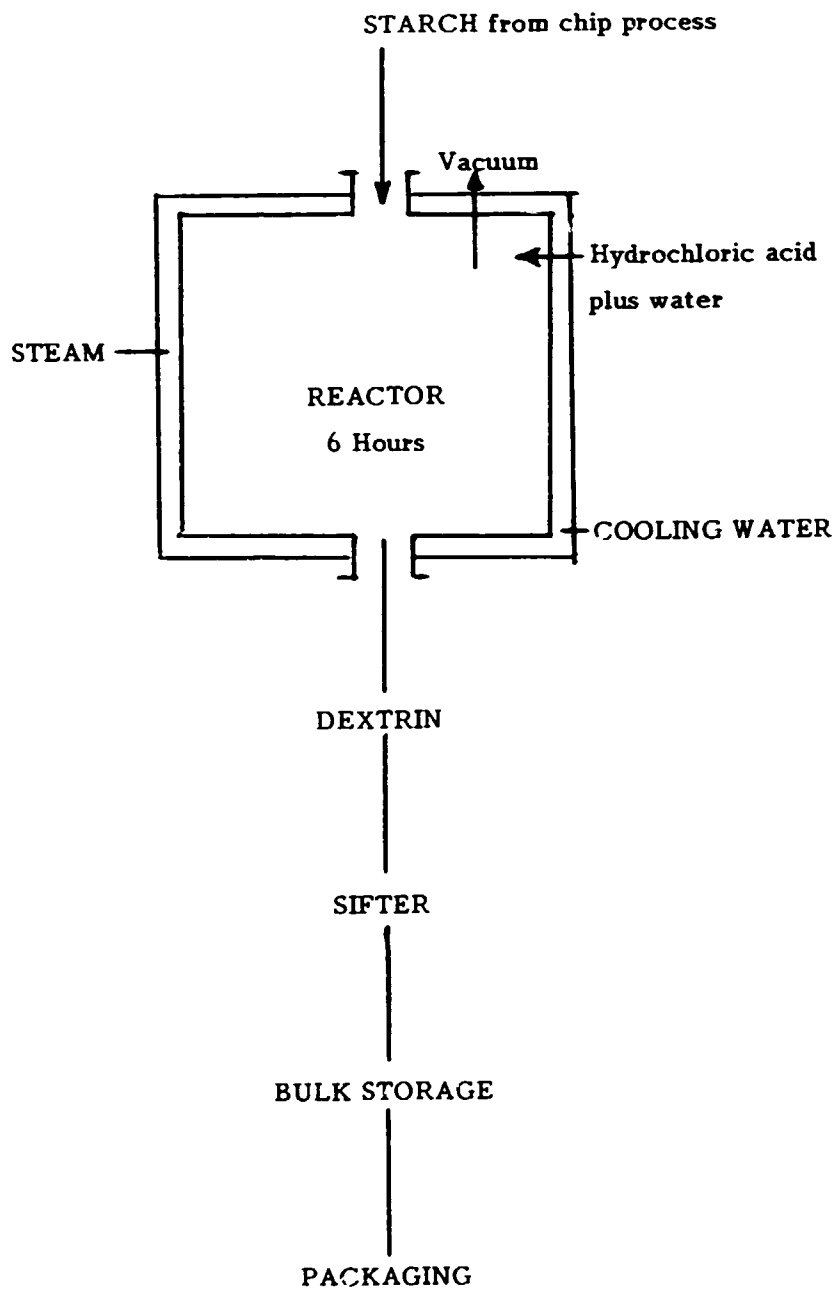 STARCH from chip process
Vacuum
Hydrochloric acid
plus water
STEAM
REACTOR
6 Hours
COOLING WATER
DEXTRIN
SIFTER
BULK STORAGE
PACKAGING